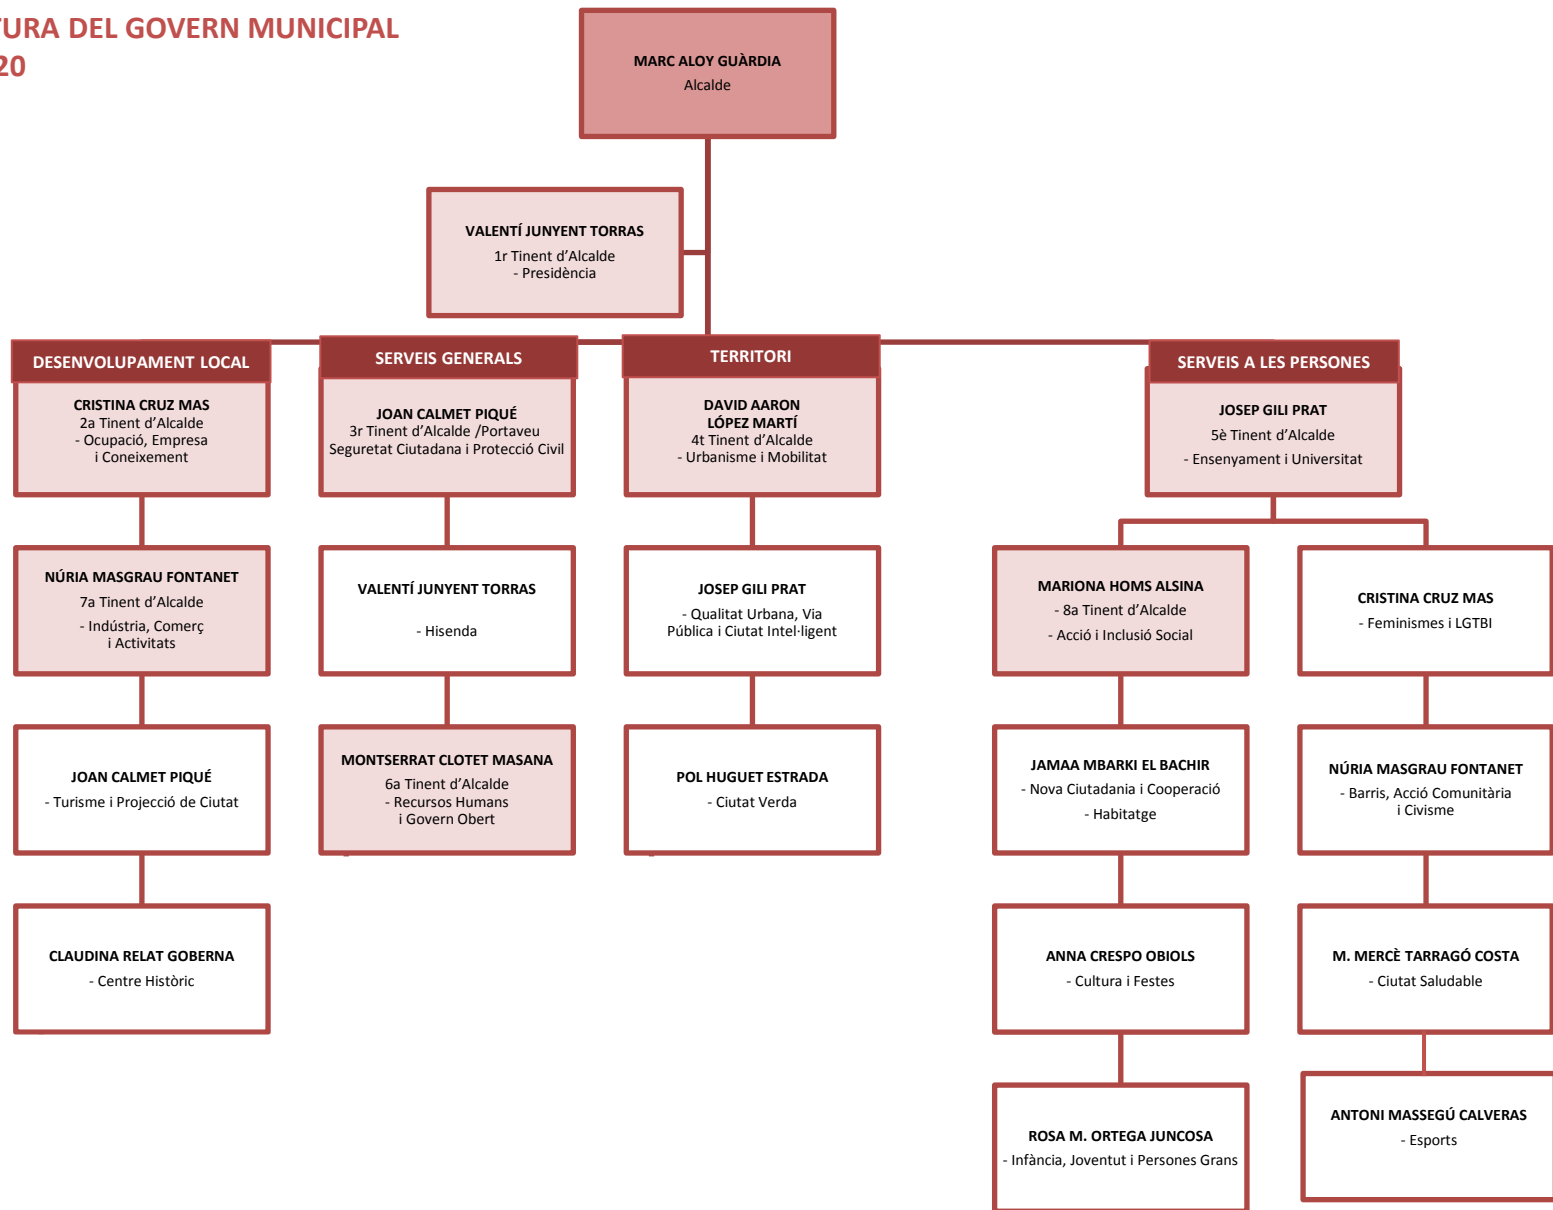 TURA DEL GOVERN MUNICIPAL
20
MARC ALOY GUÀRDIA
Alcalde
VALENTÍ JUNYENT TORRAS
1r Tinent d’Alcalde
- Presidència
DESENVOLUPAMENT LOCAL
CRISTINA CRUZ MAS
2a Tinent d’Alcalde
- Ocupació, Empresa
i Coneixement
NÚRIA MASGRAU FONTANET
7a Tinent d’Alcalde
- Indústria, Comerç
i Activitats
JOAN CALMET PIQUÉ
- Turisme i Projecció de Ciutat
CLAUDINA RELAT GOBERNA
- Centre Històric
SERVEIS GENERALS
JOAN CALMET PIQUÉ
3r Tinent d’Alcalde /Portaveu
Seguretat Ciutadana i Protecció Civil
VALENTÍ JUNYENT TORRAS
- Hisenda
MONTSERRAT CLOTET MASANA
6a Tinent d’Alcalde
- Recursos Humans
i Govern Obert
TERRITORI
DAVID AARON
LÓPEZ MARTÍ
4t Tinent d’Alcalde
- Urbanisme i Mobilitat
JOSEP GILI PRAT
- Qualitat Urbana, Via
Pública i Ciutat Intel·ligent
POL HUGUET ESTRADA
- Ciutat Verda
SERVEIS A LES PERSONES
JOSEP GILI PRAT
5è Tinent d’Alcalde
- Ensenyament i Universitat
MARIONA HOMS ALSINA
- 8a Tinent d’Alcalde
- Acció i Inclusió Social
JAMAA MBARKI EL BACHIR
- Nova Ciutadania i Cooperació
- Habitatge
ANNA CRESPO OBIOLS
- Cultura i Festes
ROSA M. ORTEGA JUNCOSA
- Infància, Joventut i Persones Grans
CRISTINA CRUZ MAS
- Feminismes i LGTBI
NÚRIA MASGRAU FONTANET
- Barris, Acció Comunitària
i Civisme
M. MERCÈ TARRAGÓ COSTA
- Ciutat Saludable
ANTONI MASSEGÚ CALVERAS
- Esports